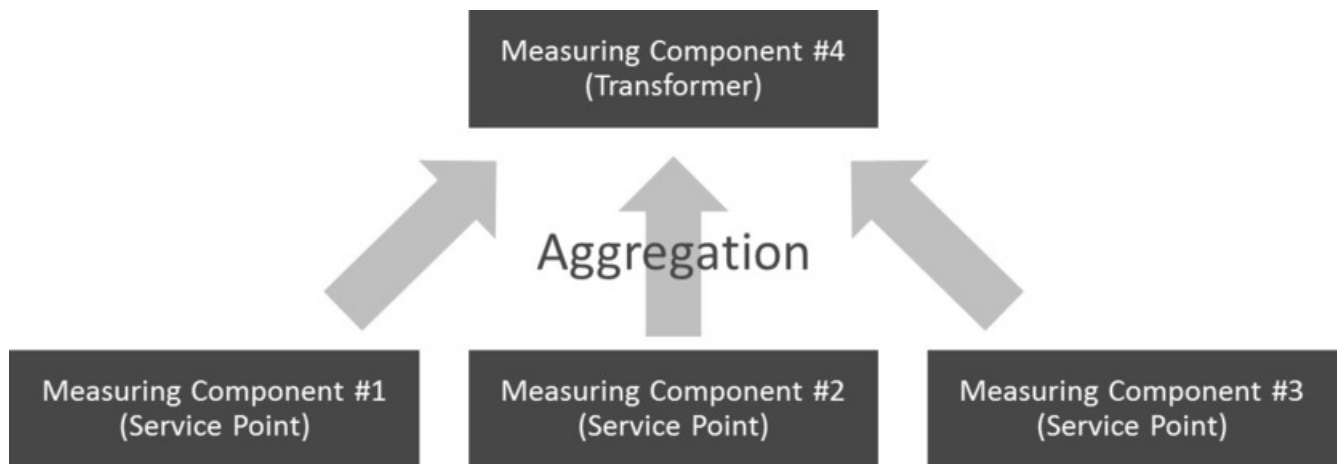 Measuring Component #4
(Transformer)
Aggregation
Measuring Component #1
(Service Point)
Measuring Component #2
(Service Point)
Measuring Component #3
(Service Point)